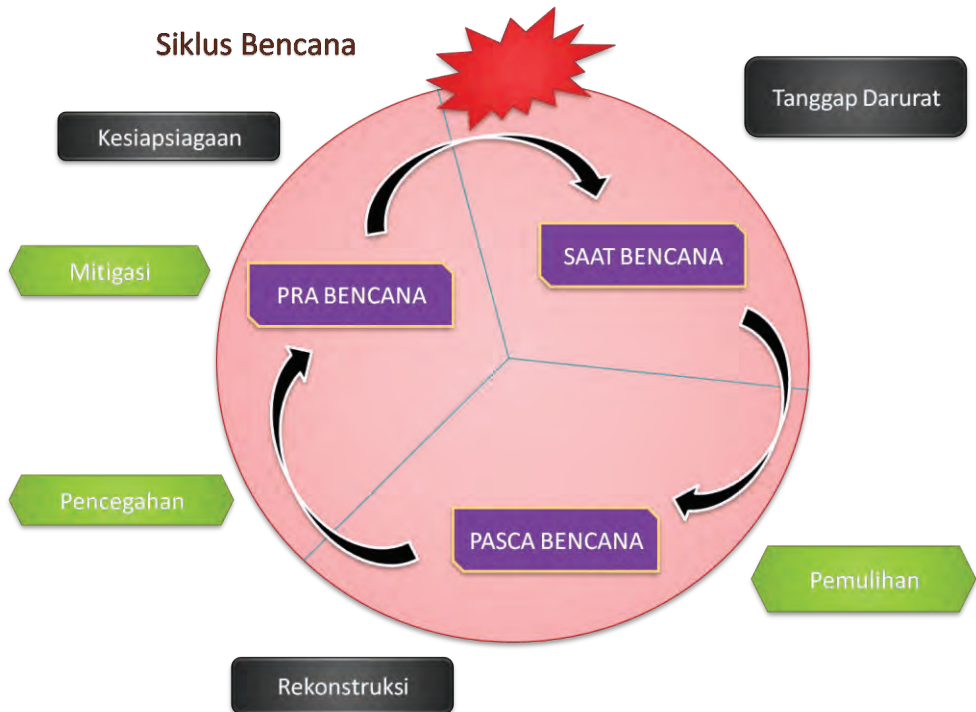 Siklus Bencana
Tanggap Darurat
Kesiapsiagaan
SAAT BENCANA
Mitigasi
PRA BENCANA
Pencegahan
PASCA BENCANA
Pemulihan
Rekonstruksi